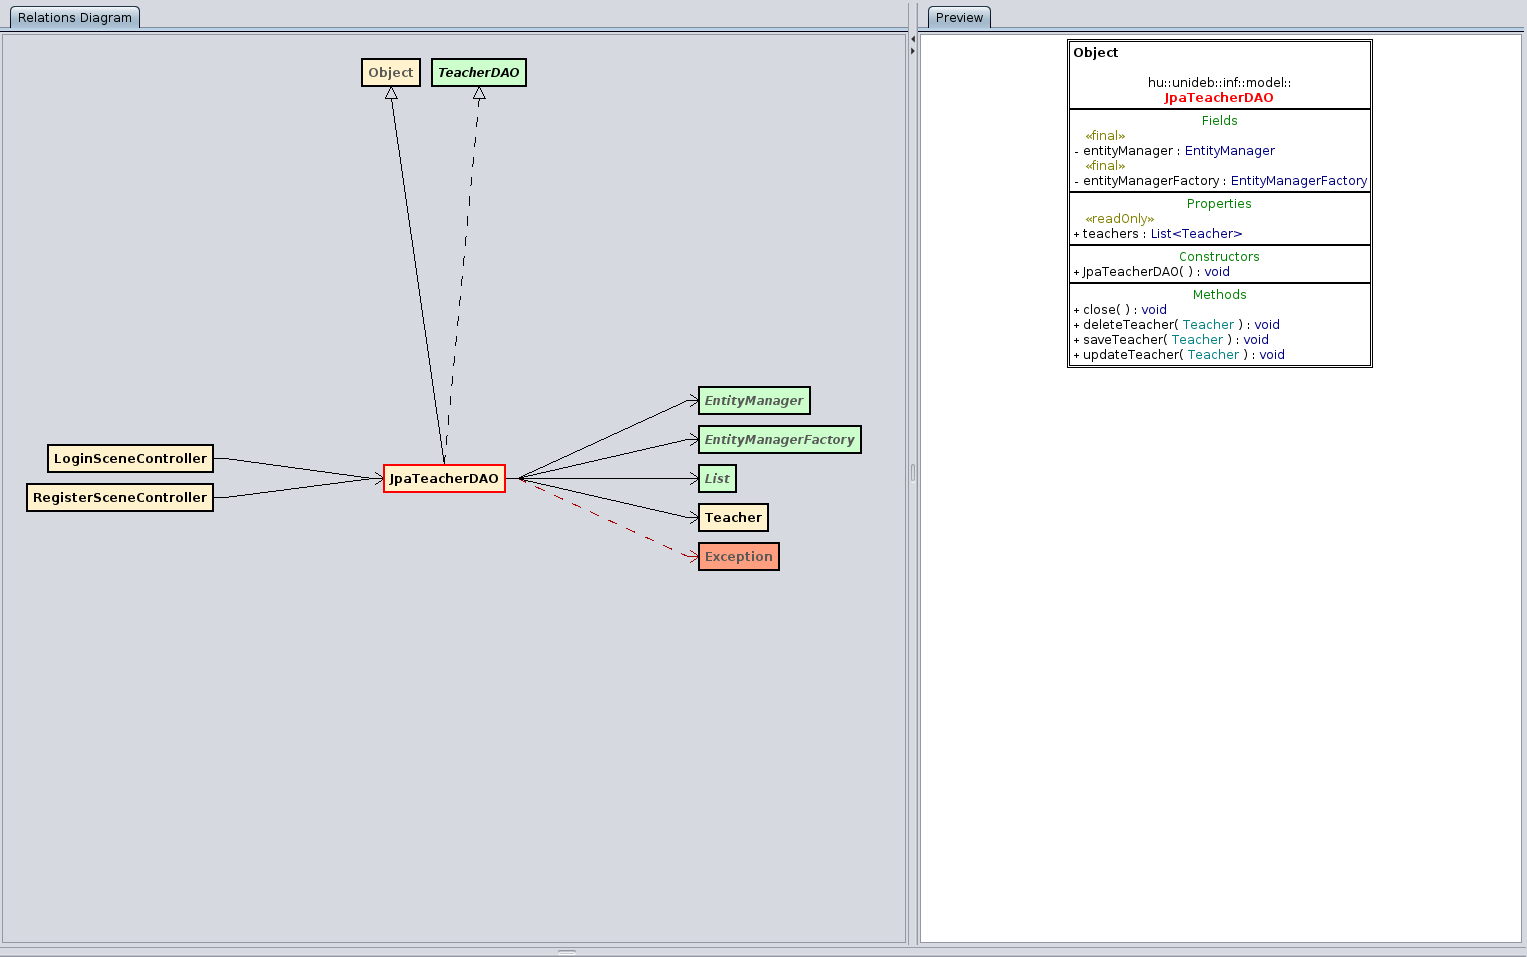 Relations Diagram
Object
TeacherDAO
EntityManager
EntityManagerFactory
LoginSceneController
JpaTeacherDAO
List
RegisterSceneController
Teacher
Exception
Preview
Object
hu::unideb::inf::model::
JpaTeacherDAO
Fields
«final»
- entityManager : EntityManager
«final»
- entityManagerFactory : EntityManagerFactory
Properties
«readOnly»
+ teachers : List<Teacher>
Constructors
+ JpaTeacherDAO( ) : void
Methods
+ close( ) : void
+ deleteTeacher( Teacher ) : void
+ saveTeacher( Teacher ) : void
+ updateTeacher( Teacher ) : void